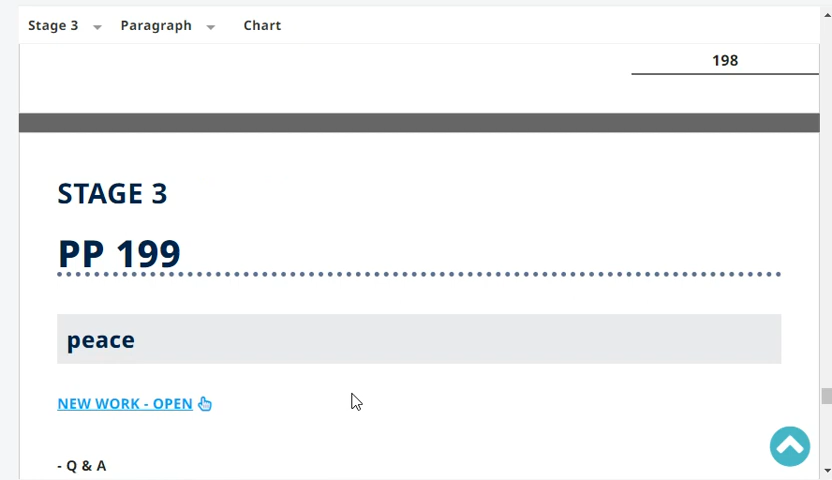 Stage 3 Paragraph Chart
198
STAGE 3
PP 199
peace
NEW WORK - OPEN
- Q & A